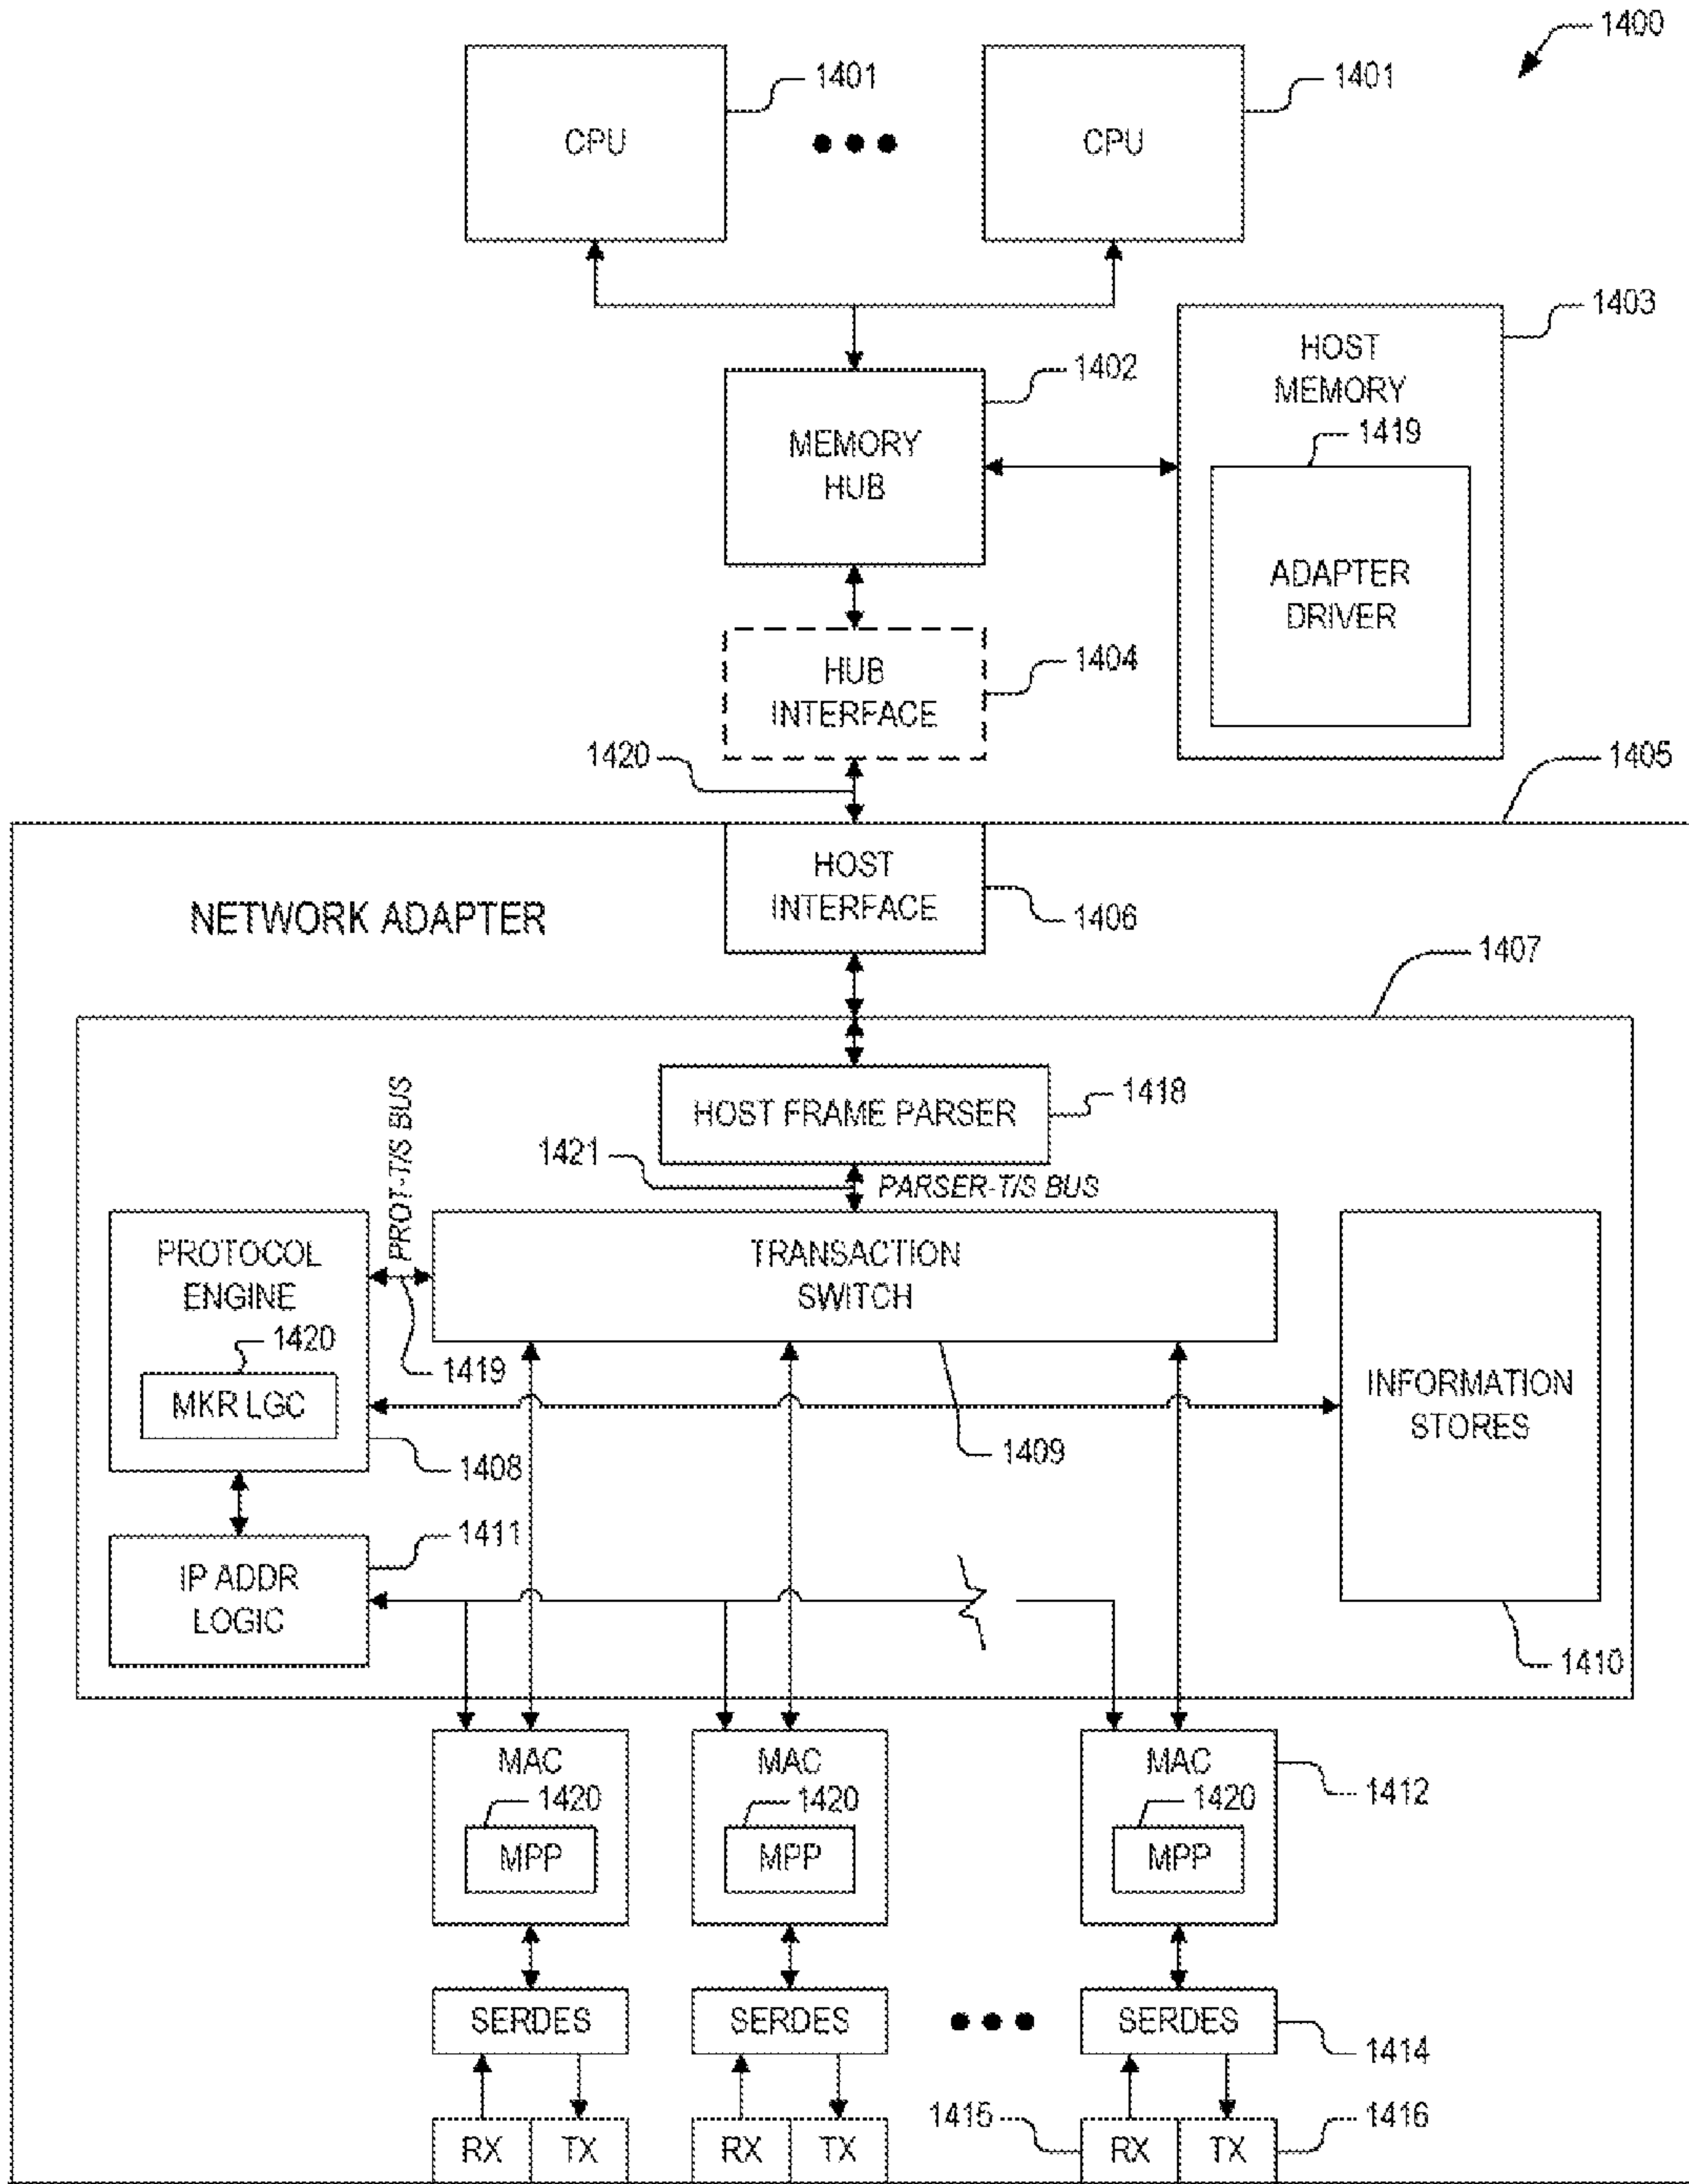 1400
1401
1401
CPU
CPU
1403
HOST
MEMORY
1402
1419
MEMORY
HUB
ADAPTER
DRIVER
1404
HUB
INTERFACE
1420
1405
HOST
INTERFACE
1406
NETWORK ADAPTER
1407
HOST FRAME PARSER
1418
1421
PARSER-T/S BUS
PROT-T/S BUS
PROTOCOL
ENGINE
TRANSACTION
SWITCH
1420
1419
MKR LGC
INFORMATION
STORES
1408
1409
1411
IP ADDR
LOGIC
1410
MAC
MAC
MAC
1412
1420
1420
1420
MPP
MPP
MPP
SERDES
SERDES
SERDES
1414
1415
1416
RX
TX
RX
TX
RX
TX